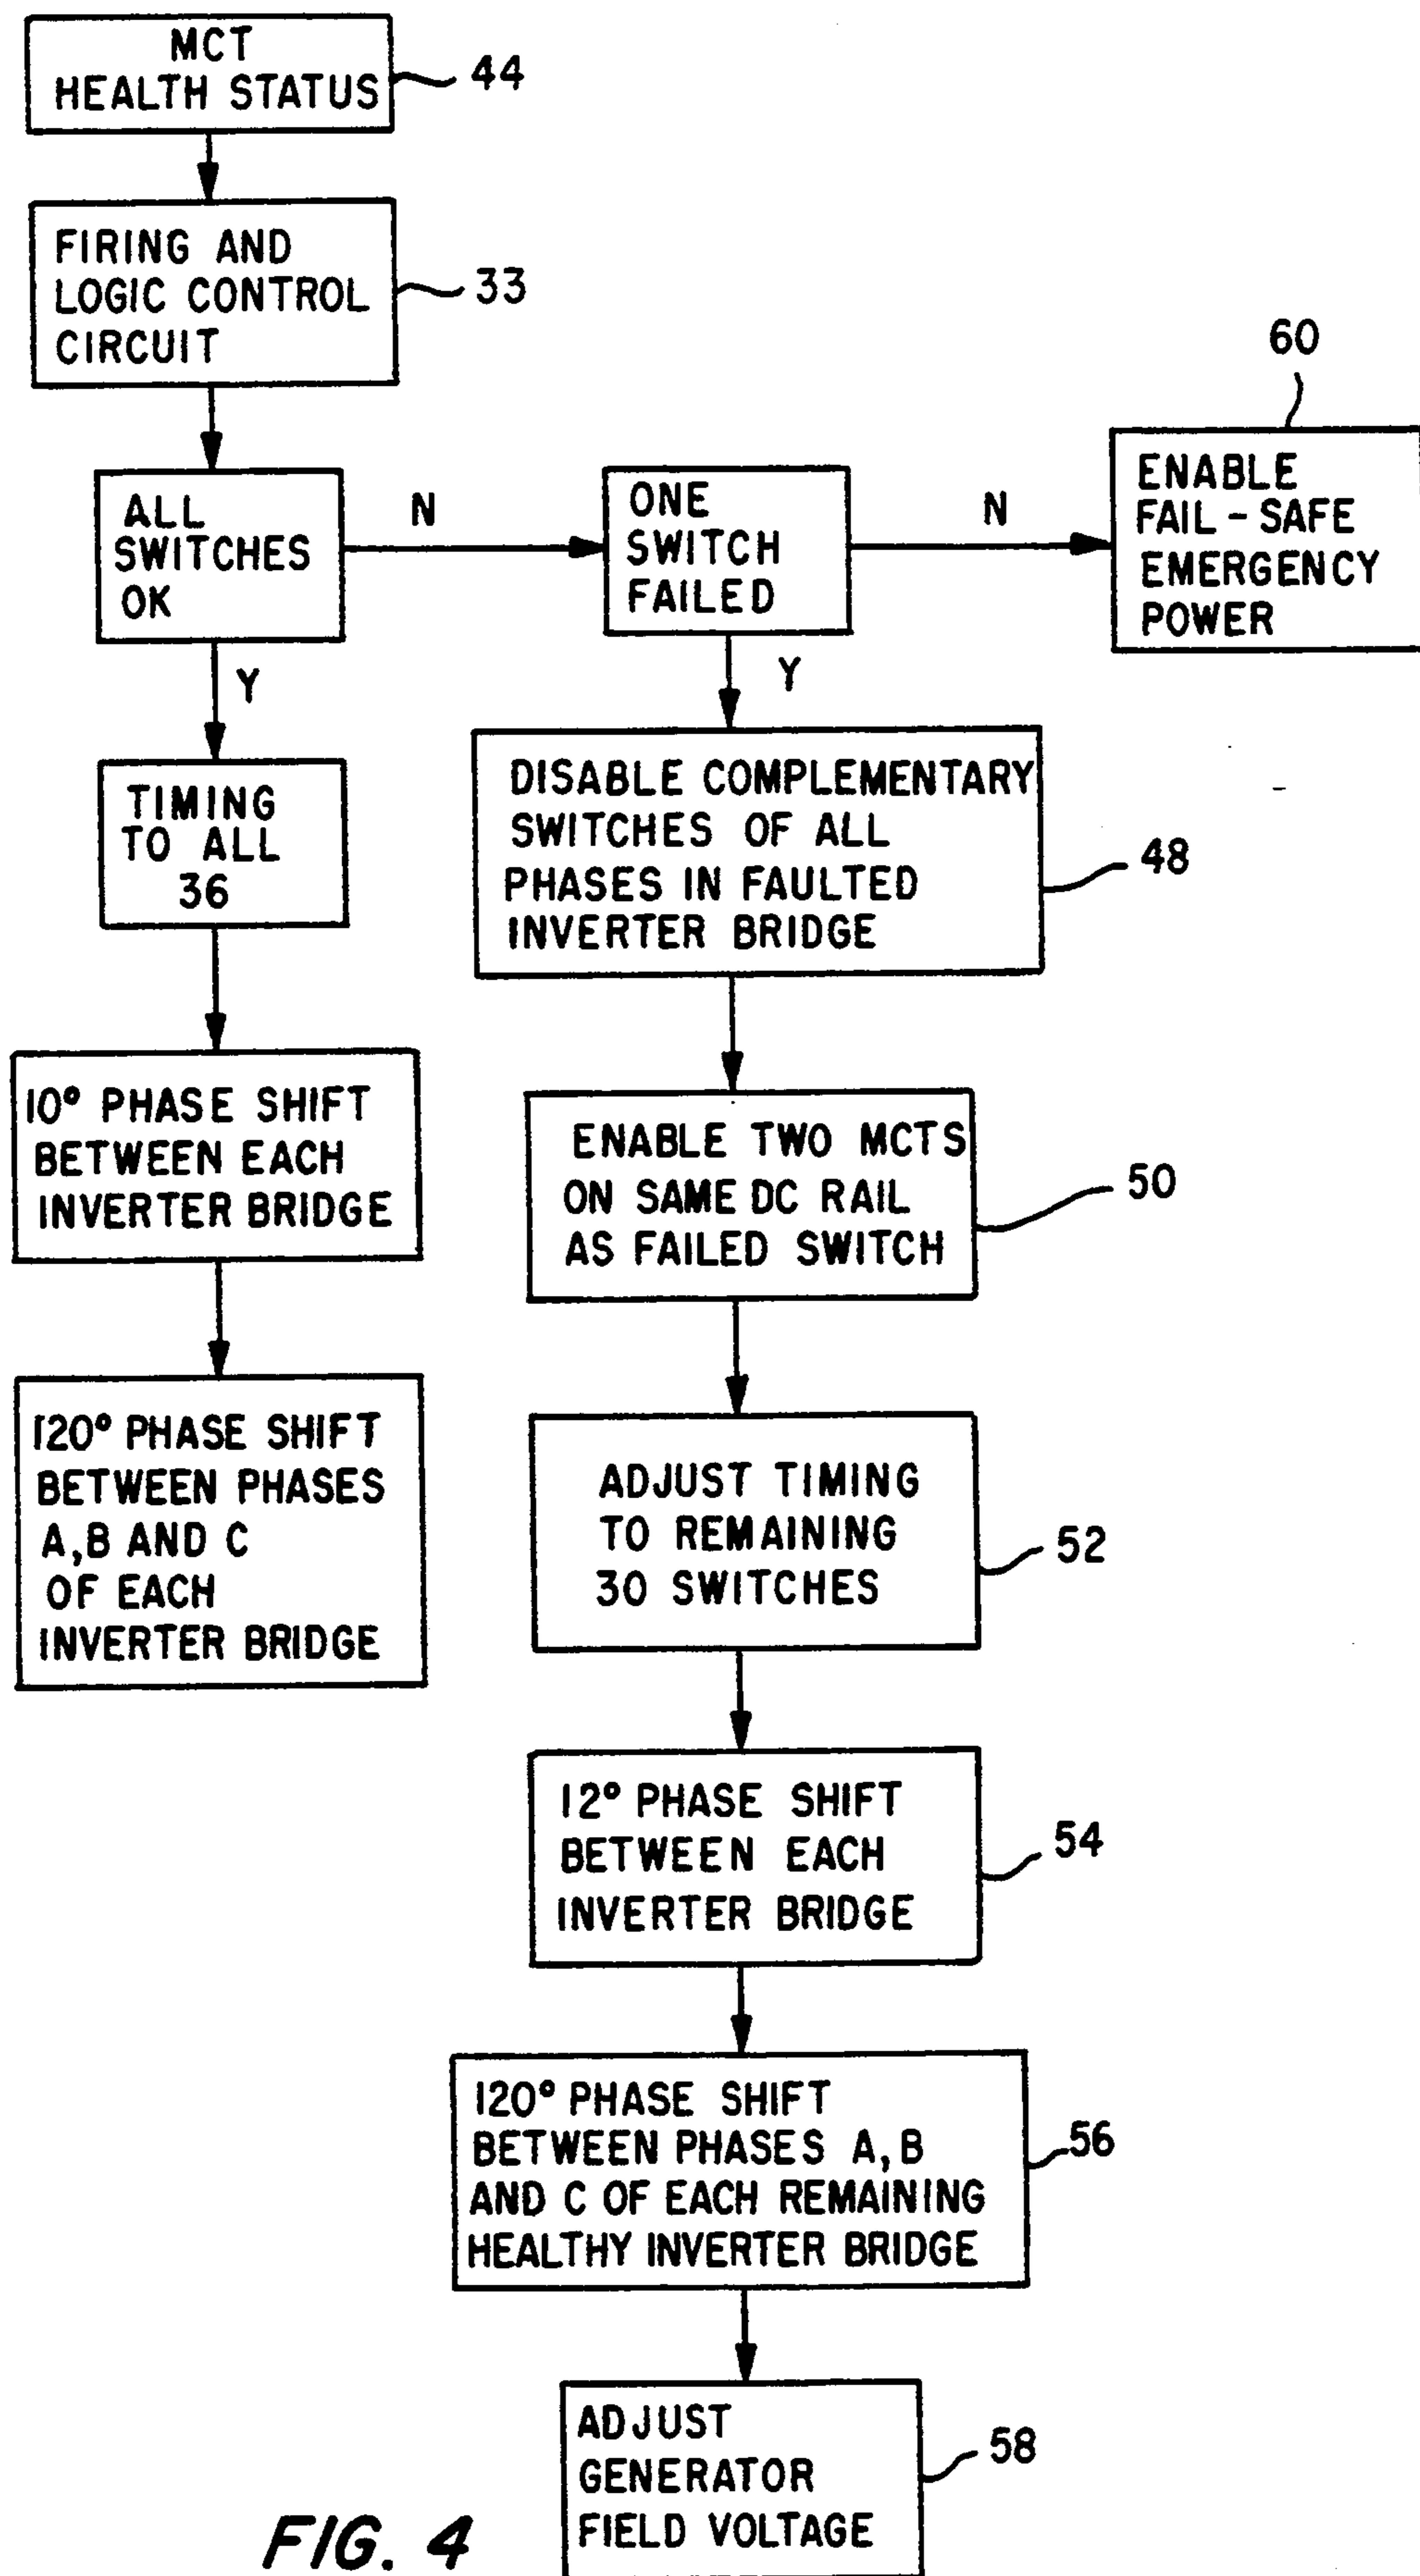 MCT
HEALTH STATUS
44
FIRING AND
LOGIC CONTROL
CIRCUIT
33
ALL
SWITCHES
OK
N
ONE
SWITCH
FAILED
N
60
ENABLE
FAIL - SAFE
EMERGENCY
POWER
Y
TIMING
TO ALL
36
10° PHASE SHIFT
BETWEEN EACH
INVERTER BRIDGE
120° PHASE SHIFT
BETWEEN PHASES
A, B AND C
OF EACH
INVERTER BRIDGE
Y
DISABLE COMPLEMENTARY
SWITCHES OF ALL
PHASES IN FAULTED
INVERTER BRIDGE
48
ENABLE TWO MCTS
ON SAME DC RAIL
AS FAILED SWITCH
50
ADJUST TIMING
TO REMAINING
30 SWITCHES
52
12° PHASE SHIFT
BETWEEN EACH
INVERTER BRIDGE
54
120° PHASE SHIFT
BETWEEN PHASES A, B
AND C OF EACH REMAINING
HEALTHY INVERTER BRIDGE
56
ADJUST
GENERATOR
FIELD VOLTAGE
58
FIG. 4